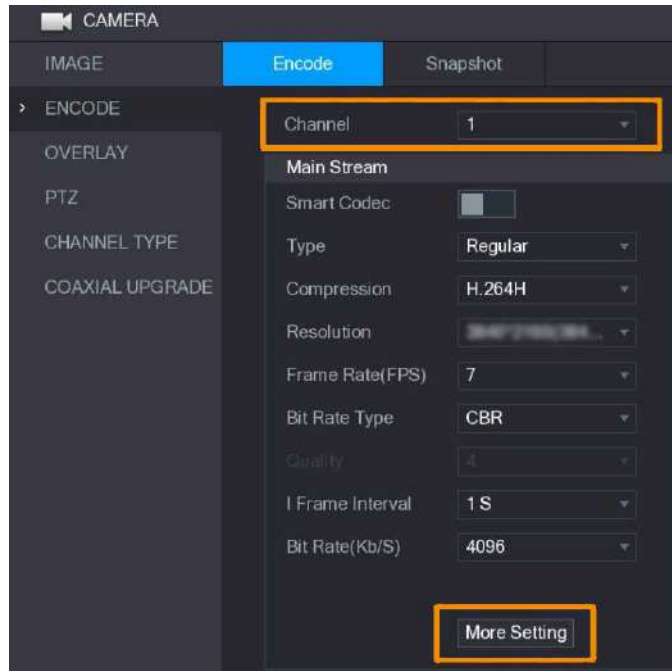 CAMERA
IMAGE
Encode Snapshot
ENCODE
Channel 1
OVERLAY
Main Stream
PTZ
Smart Codec
CHANNEL TYPE
Type Regular
COAXIAL UPGRADE
Compression H.264H
Resolution
Frame Rate(FPS) 7
Bit Rate Type CBR
Quality 4
I Frame Interval 1 S
Bit Rate(Kb/S) 4096
More Setting